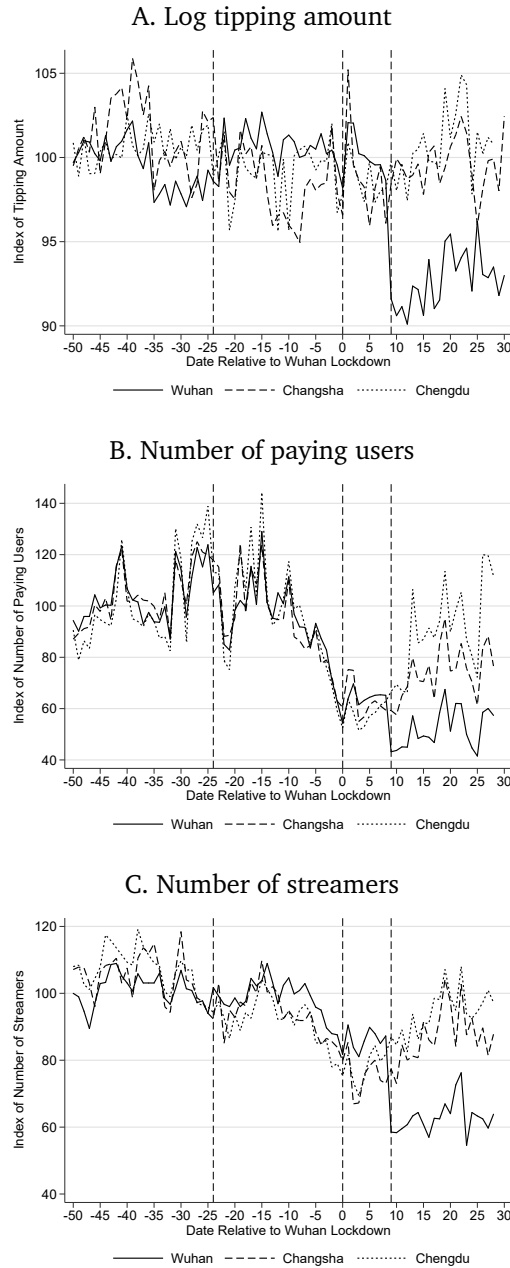 A. Log tipping amount
Index of Tipping Amount
105
100
95
90
-50 -45 -40 -35 -30 -25 -20 -15 -10 -5 0 5 10 15 20 25 30
Date Relative to Wuhan Lockdown
Wuhan Changsha Chengdu
B. Number of paying users
Index of Number of Paying Users
140
120
100
80
60
40
-50 -45 -40 -35 -30 -25 -20 -15 -10 -5 0 5 10 15 20 25 30
Date Relative to Wuhan Lockdown
Wuhan Changsha Chengdu
C. Number of streamers
Index of Number of Streamers
120
100
80
60
40
-50 -45 -40 -35 -30 -25 -20 -15 -10 -5 0 5 10 15 20 25 30
Date Relative to Wuhan Lockdown
Wuhan Changsha Chengdu